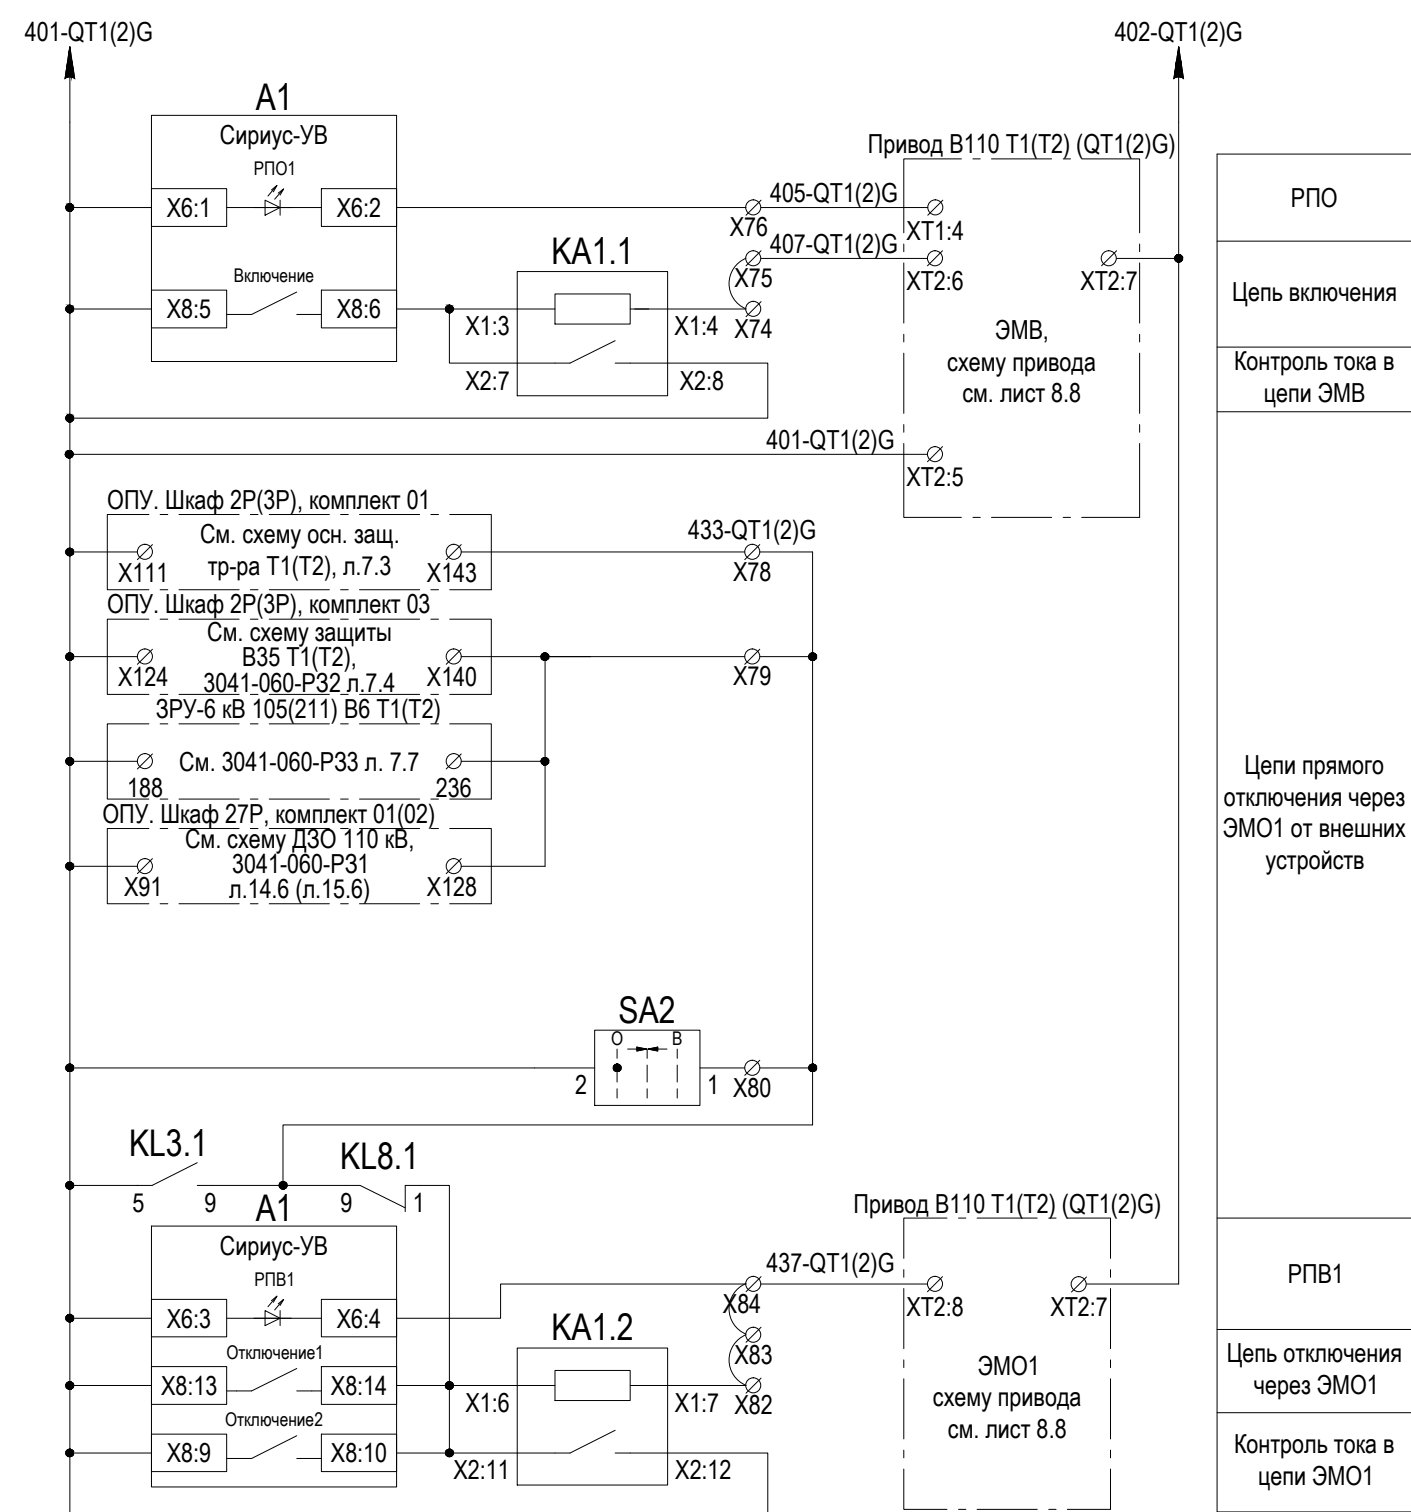 401-QT1(2)G
402-QT1(2)G
A1
Сириус-УВ
РПО1
X6:1
X6:2
Включение
X8:5
X8:6
KA1.1
X1:3
X1:4
X2:7
X2:8
X76
405-QT1(2)G
X75
407-QT1(2)G
X74
Привод В110 Т1(Т2) (QT1(2)G)
XT1:4
XT2:6
XT2:7
ЭМВ,
схему привода
см. лист 8.8
401-QT1(2)G
XT2:5
РПО
Цепь включения
Контроль тока в
цепи ЭМВ
ОПУ. Шкаф 2Р(3Р), комплект 01
См. схему осн. защ.
тр-ра Т1(Т2), л.7.3
X111
X143
433-QT1(2)G
X78
ОПУ. Шкаф 2Р(3Р), комплект 03
См. схему защиты
В35 Т1(Т2),
3041-060-РЗ2 л.7.4
X124
X140
X79
ЗРУ-6 кВ 105(211) В6 Т1(Т2)
См. 3041-060-РЗ3 л. 7.7
188
236
ОПУ. Шкаф 27Р, комплект 01(02)
См. схему ДЗО 110 кВ,
3041-060-РЗ1
л.14.6 (л.15.6)
X91
X128
Цепи прямого
отключения через
ЭМО1 от внешних
устройств
SA2
О
В
2
1
X80
KL3.1
5
9
KL8.1
9
1
A1
Сириус-УВ
РПВ1
X6:3
X6:4
Отключение1
X8:13
X8:14
Отключение2
X8:9
X8:10
KA1.2
X1:6
X1:7
X2:11
X2:12
X84
X83
X82
437-QT1(2)G
Привод В110 Т1(Т2) (QT1(2)G)
XT2:8
XT2:7
ЭМО1
схему привода
см. лист 8.8
РПВ1
Цепь отключения
через ЭМО1
Контроль тока в
цепи ЭМО1